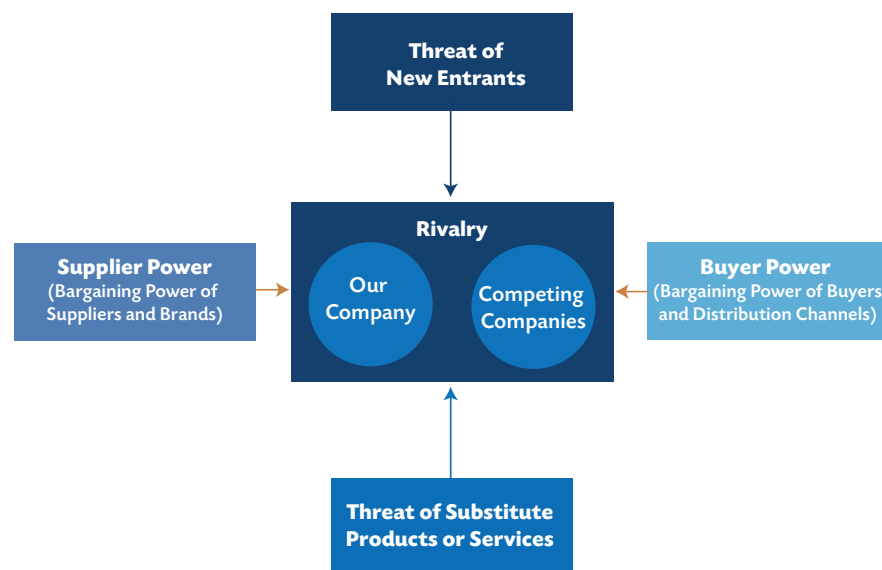 Threat of
New Entrants
Rivalry
Our
Company
Competing
Companies
Supplier Power
(Bargaining Power of
Suppliers and Brands)
Buyer Power
(Bargaining Power of Buyers
and Distribution Channels)
Threat of Substitute
Products or Services